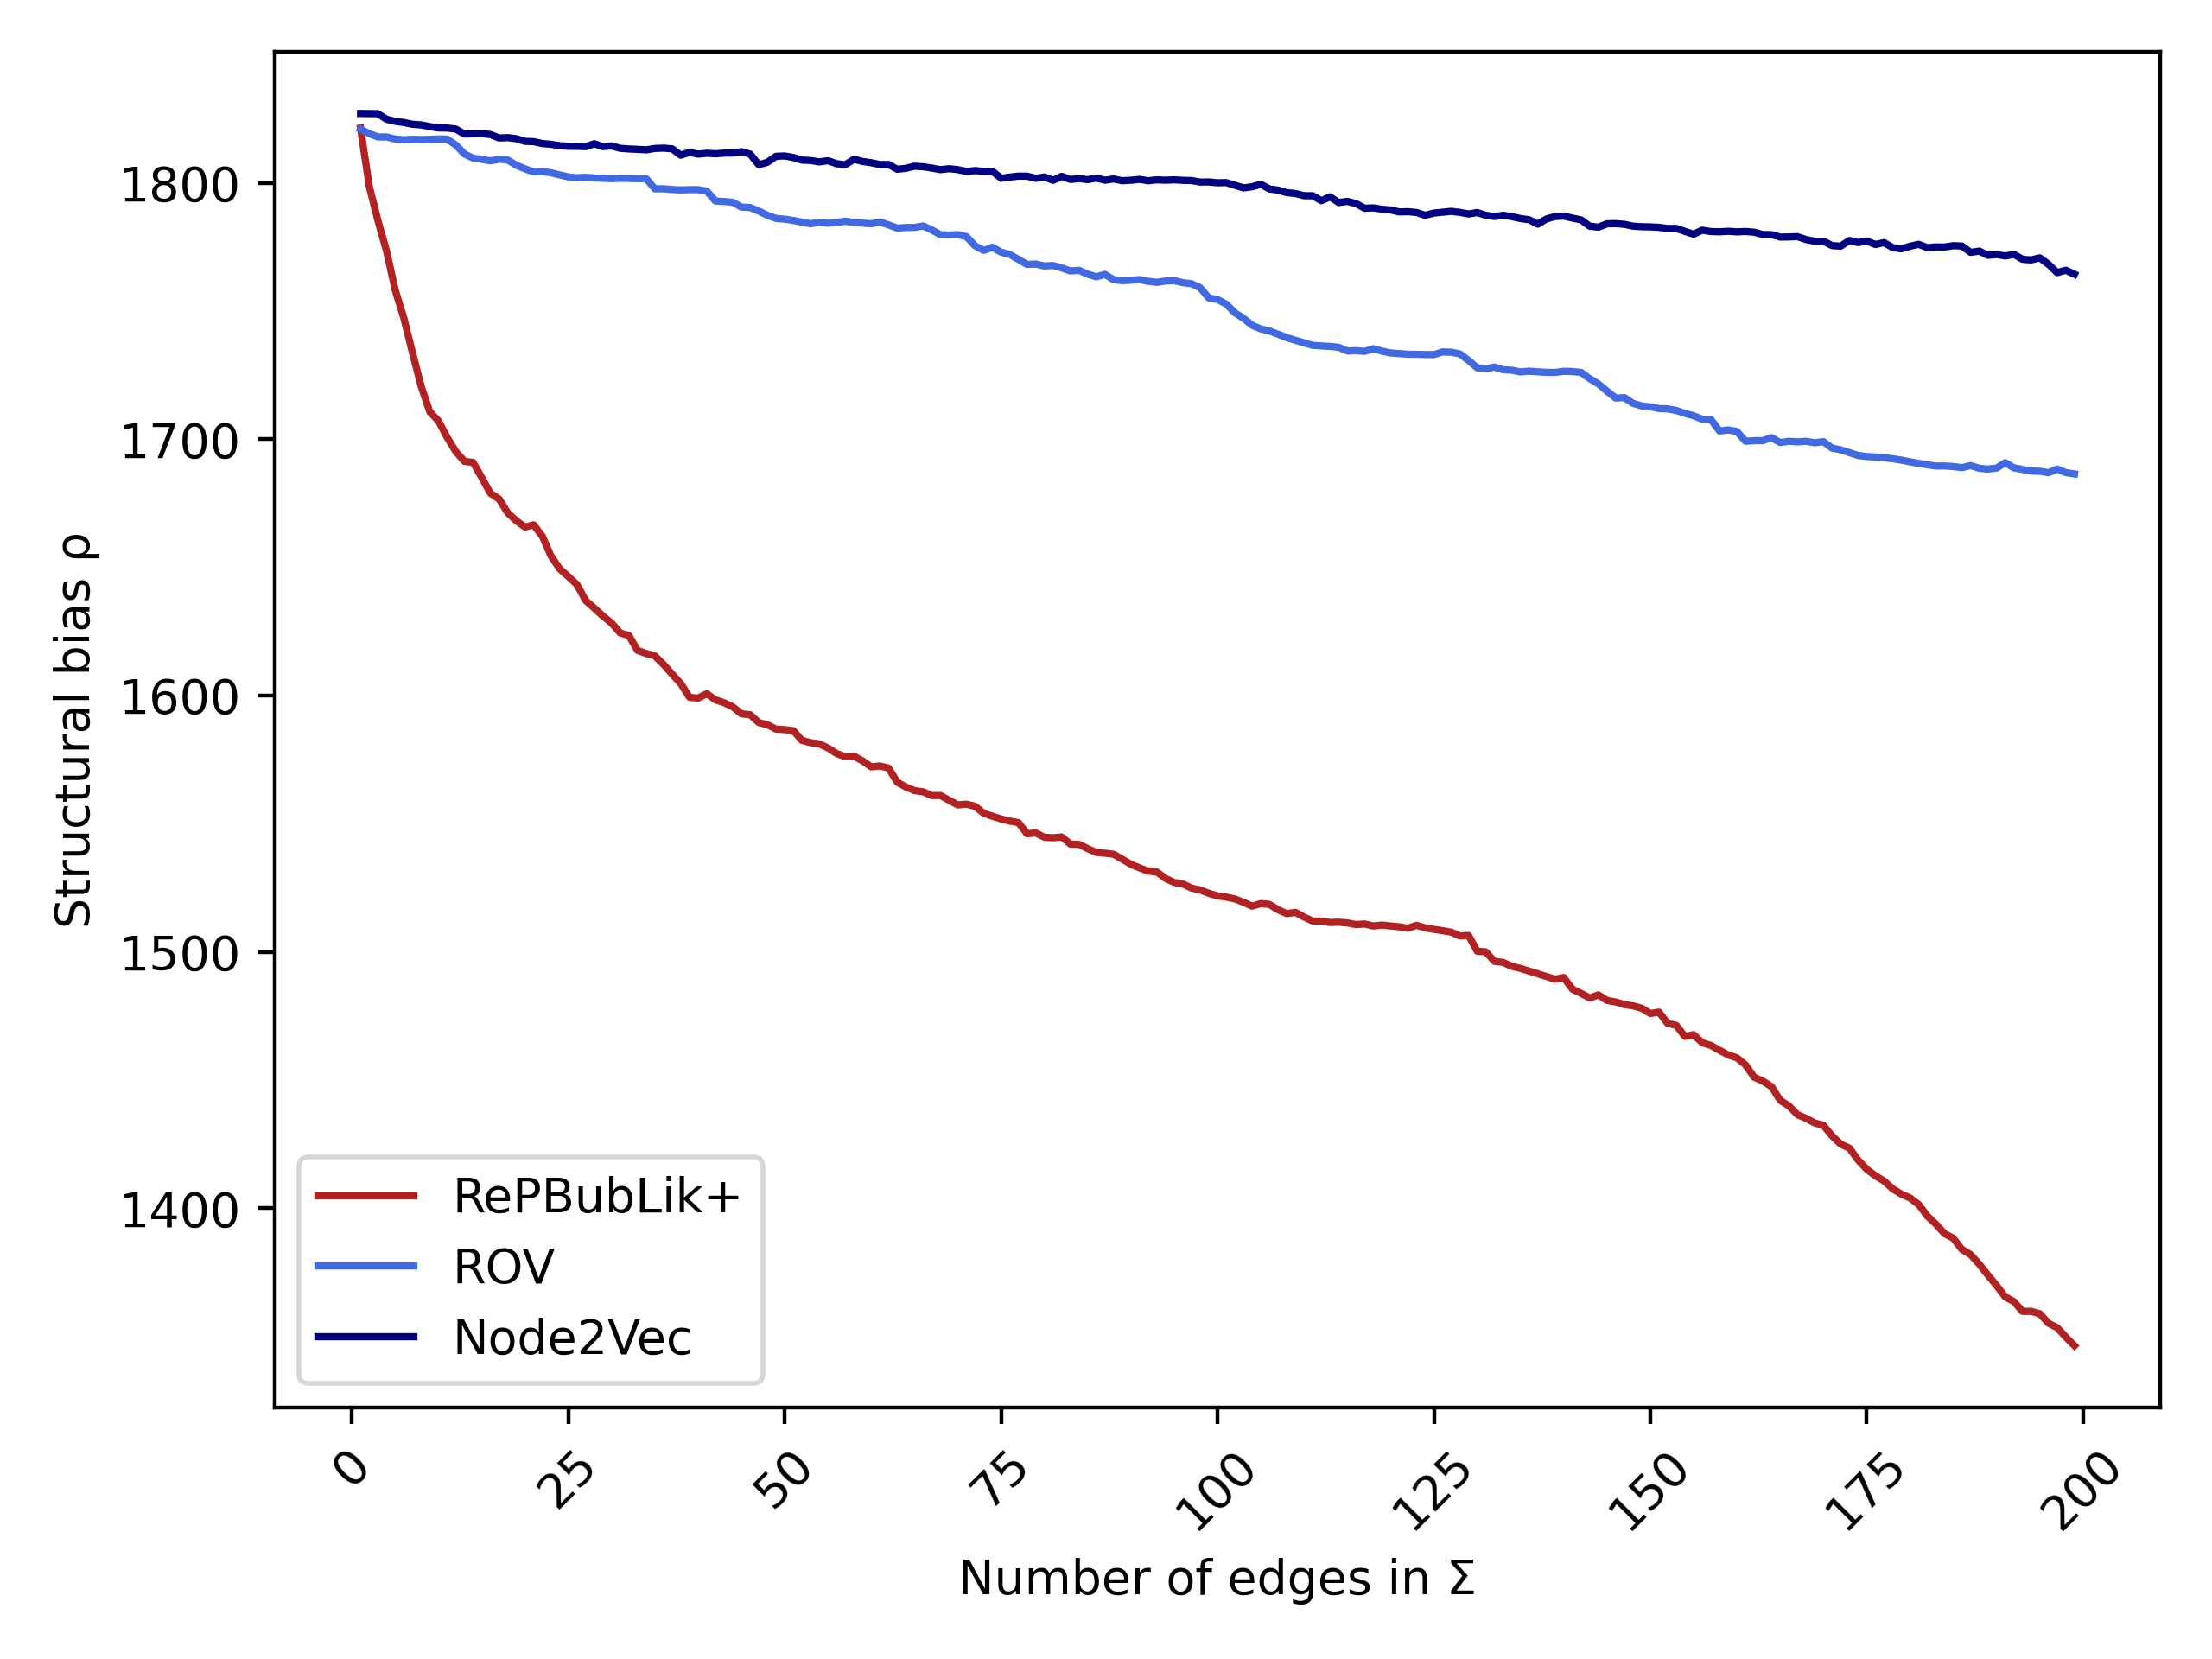 Structural bias ρ
1800
1700
1600
1500
1400
RePBubLik+
ROV
Node2Vec
0 25 50 75 100 125 150 175 200
Number of edges in Σ